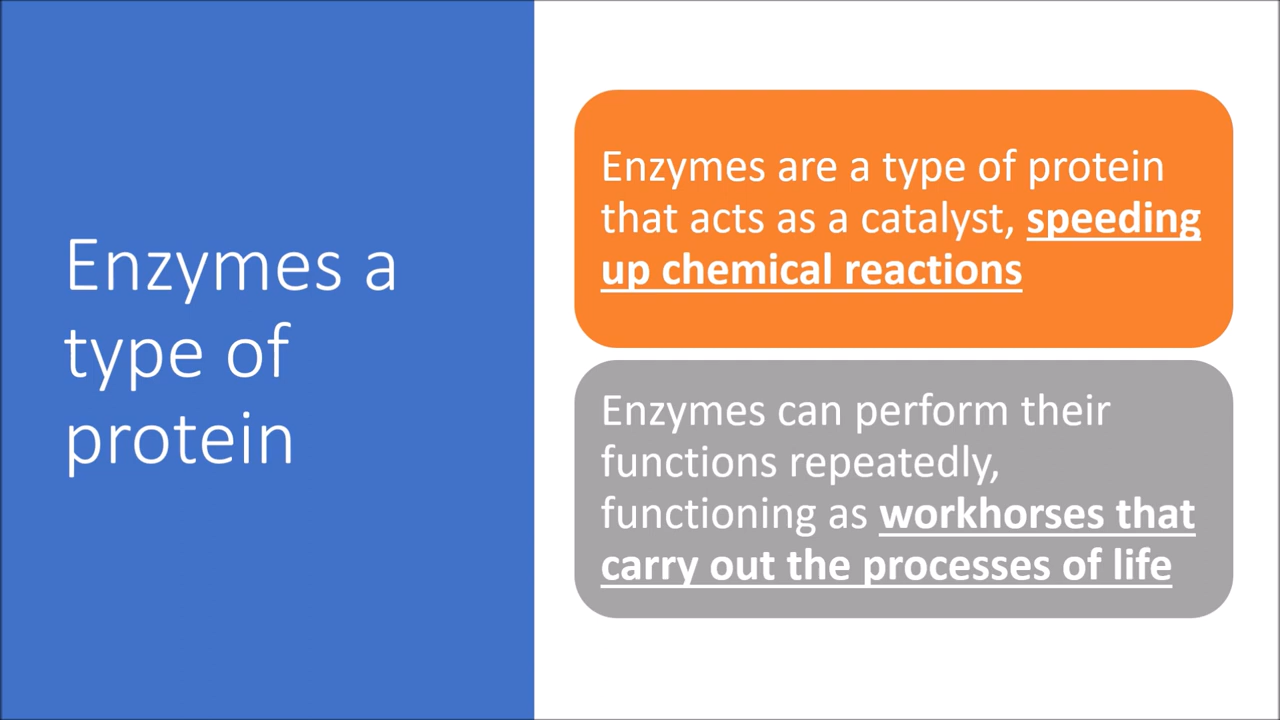 Enzymes a
type of
protein
Enzymes are a type of protein
that acts as a catalyst, speeding
up chemical reactions
Enzymes can perform their
functions repeatedly,
functioning as workhorses that
carry out the processes of life